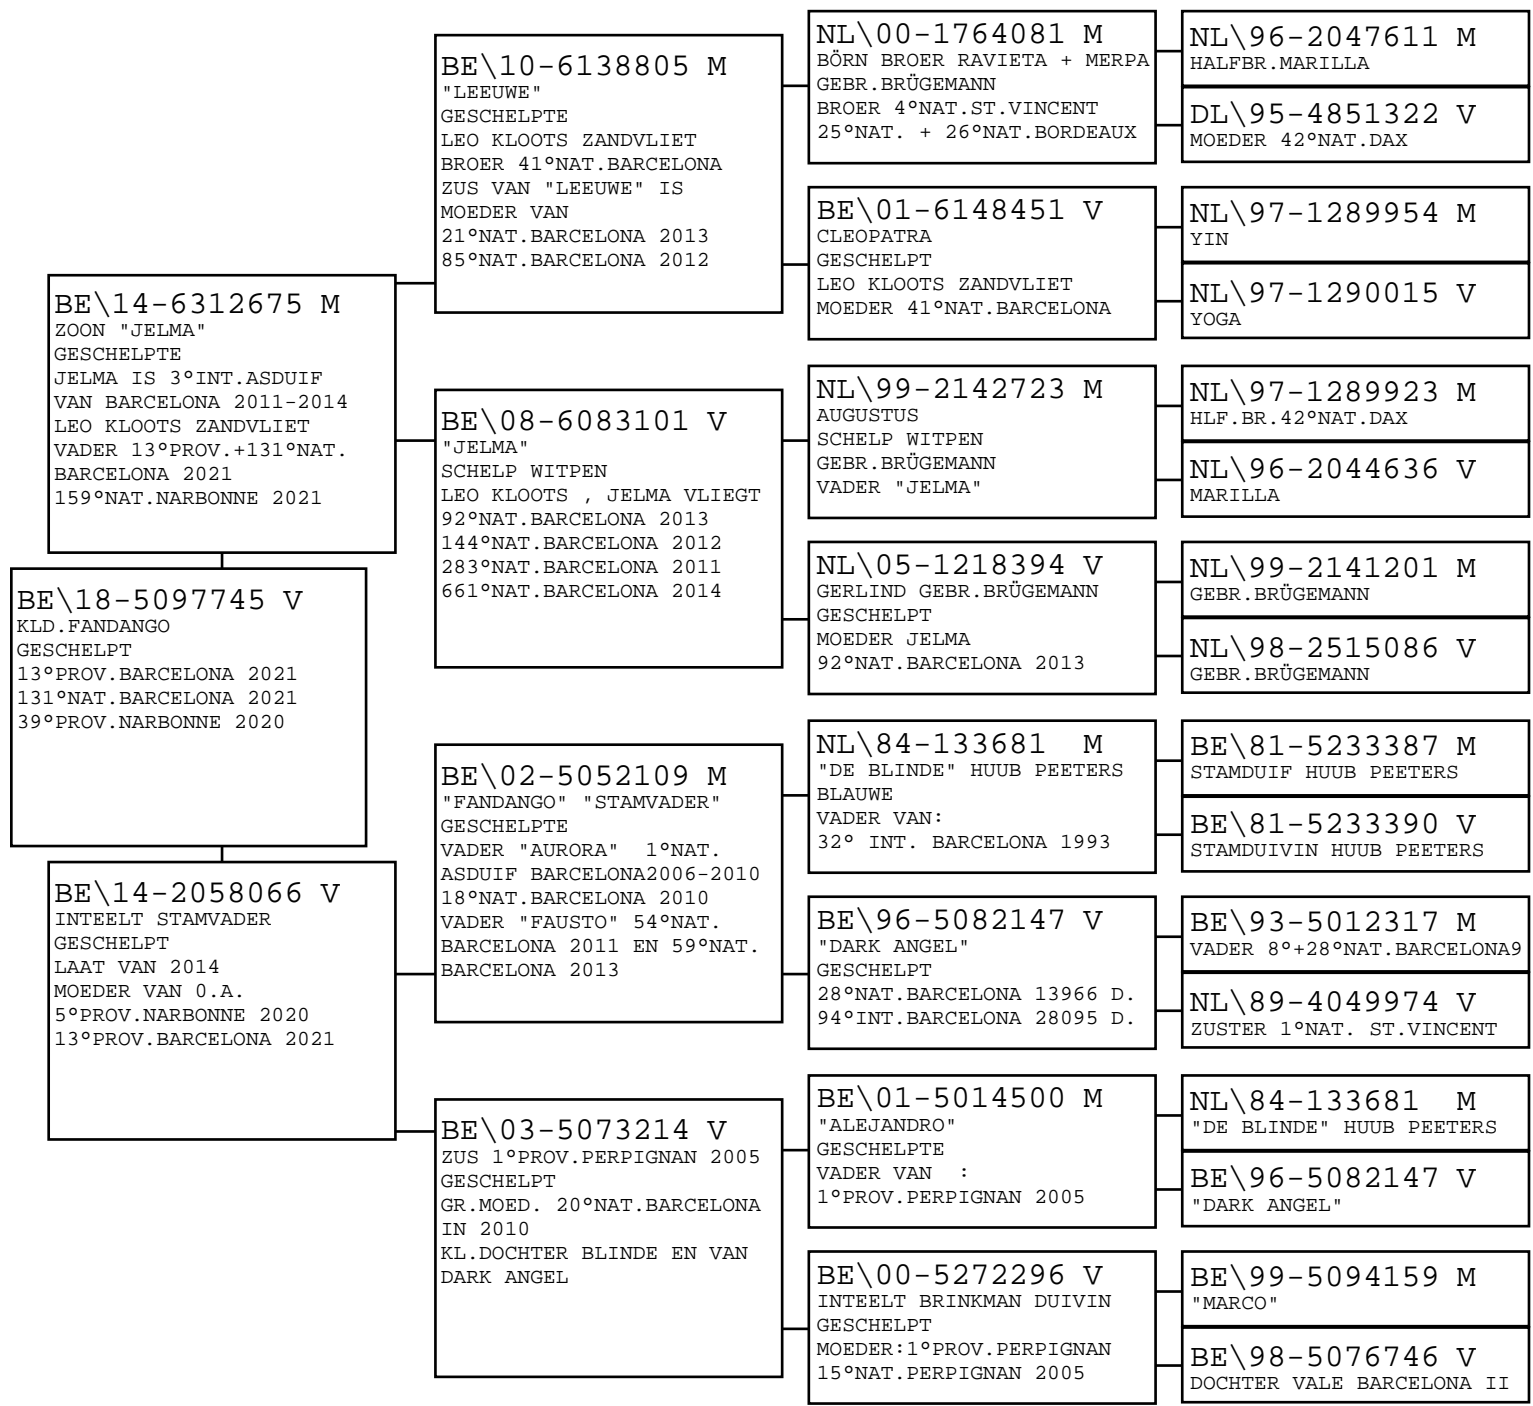 BE\18-5097745 V
KLD.FANDANGO
GESCHELPT
13°PROV.BARCELONA 2021
131°NAT.BARCELONA 2021
39°PROV.NARBONNE 2020
BE\14-6312675 M
ZOON "JELMA"
GESCHELPTE
JELMA IS 3°INT.ASDUIF
VAN BARCELONA 2011-2014
LEO KLOOTS ZANDVLIET
VADER 13°PROV.+131°NAT.
BARCELONA 2021
159°NAT.NARBONNE 2021
BE\14-2058066 V
INTEELT STAMVADER
GESCHELPT
LAAT VAN 2014
MOEDER VAN 0.A.
5°PROV.NARBONNE 2020
13°PROV.BARCELONA 2021
BE\10-6138805 M
"LEEUWE"
GESCHELPTE
LEO KLOOTS ZANDVLIET
BROER 41°NAT.BARCELONA
ZUS VAN "LEEUWE" IS
MOEDER VAN
21°NAT.BARCELONA 2013
85°NAT.BARCELONA 2012
BE\08-6083101 V
"JELMA"
SCHELP WITPEN
LEO KLOOTS , JELMA VLIEGT
92°NAT.BARCELONA 2013
144°NAT.BARCELONA 2012
283°NAT.BARCELONA 2011
661°NAT.BARCELONA 2014
BE\02-5052109 M
"FANDANGO" "STAMVADER"
GESCHELPTE
VADER "AURORA"  1°NAT.
ASDUIF BARCELONA2006-2010
18°NAT.BARCELONA 2010
VADER "FAUSTO" 54°NAT.
BARCELONA 2011 EN 59°NAT.
BARCELONA 2013
BE\03-5073214 V
ZUS 1°PROV.PERPIGNAN 2005
GESCHELPT
GR.MOED. 20°NAT.BARCELONA
IN 2010
KL.DOCHTER BLINDE EN VAN
DARK ANGEL
NL\00-1764081 M
BÖRN BROER RAVIETA + MERPA
GEBR.BRÜGEMANN
BROER 4°NAT.ST.VINCENT
25°NAT. + 26°NAT.BORDEAUX
BE\01-6148451 V
CLEOPATRA
GESCHELPT
LEO KLOOTS ZANDVLIET
MOEDER 41°NAT.BARCELONA
NL\99-2142723 M
AUGUSTUS
SCHELP WITPEN
GEBR.BRÜGEMANN
VADER "JELMA"
NL\05-1218394 V
GERLIND GEBR.BRÜGEMANN
GESCHELPT
MOEDER JELMA
92°NAT.BARCELONA 2013
NL\84-133681  M
"DE BLINDE" HUUB PEETERS
BLAUWE
VADER VAN:
32° INT. BARCELONA 1993
BE\96-5082147 V
"DARK ANGEL"
GESCHELPT
28°NAT.BARCELONA 13966 D.
94°INT.BARCELONA 28095 D.
BE\01-5014500 M
"ALEJANDRO"
GESCHELPTE
VADER VAN  :
1°PROV.PERPIGNAN 2005
BE\00-5272296 V
INTEELT BRINKMAN DUIVIN
GESCHELPT
MOEDER:1°PROV.PERPIGNAN
15°NAT.PERPIGNAN 2005
NL\96-2047611 M
HALFBR.MARILLA
DL\95-4851322 V
MOEDER 42°NAT.DAX
NL\97-1289954 M
YIN
NL\97-1290015 V
YOGA
NL\97-1289923 M
HLF.BR.42°NAT.DAX
NL\96-2044636 V
MARILLA
NL\99-2141201 M
GEBR.BRÜGEMANN
NL\98-2515086 V
GEBR.BRÜGEMANN
BE\81-5233387 M
STAMDUIF HUUB PEETERS
BE\81-5233390 V
STAMDUIVIN HUUB PEETERS
BE\93-5012317 M
VADER 8°+28°NAT.BARCELONA9
NL\89-4049974 V
ZUSTER 1°NAT. ST.VINCENT
NL\84-133681  M
"DE BLINDE" HUUB PEETERS
BE\96-5082147 V
"DARK ANGEL"
BE\99-5094159 M
"MARCO"
BE\98-5076746 V
DOCHTER VALE BARCELONA II